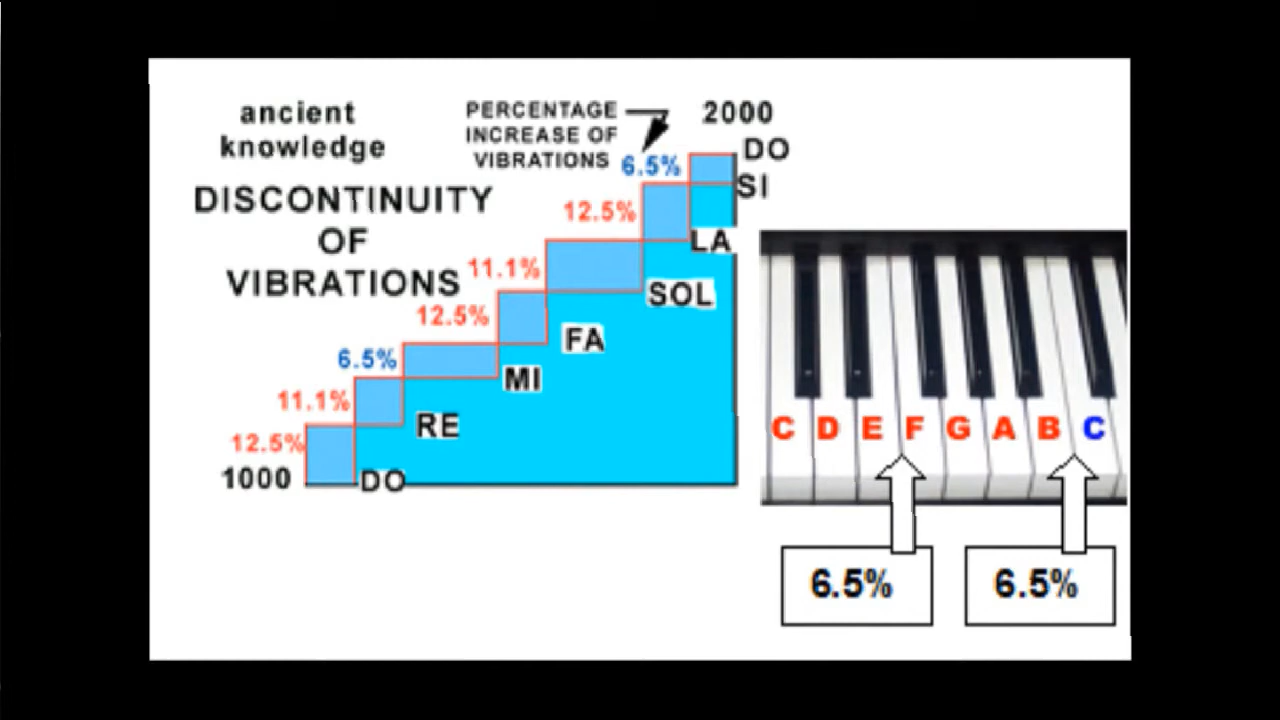 ancient
knowledge
DISCONTINUITY
OF
VIBRATIONS
PERCENTAGE
INCREASE OF
VIBRATIONS
2000
DO
6.5%
SI
12.5%
LA
11.1%
SOL
12.5%
FA
6.5%
MI
11.1%
RE
12.5%
1000
DO
C D E F G A B C
6.5%
6.5%